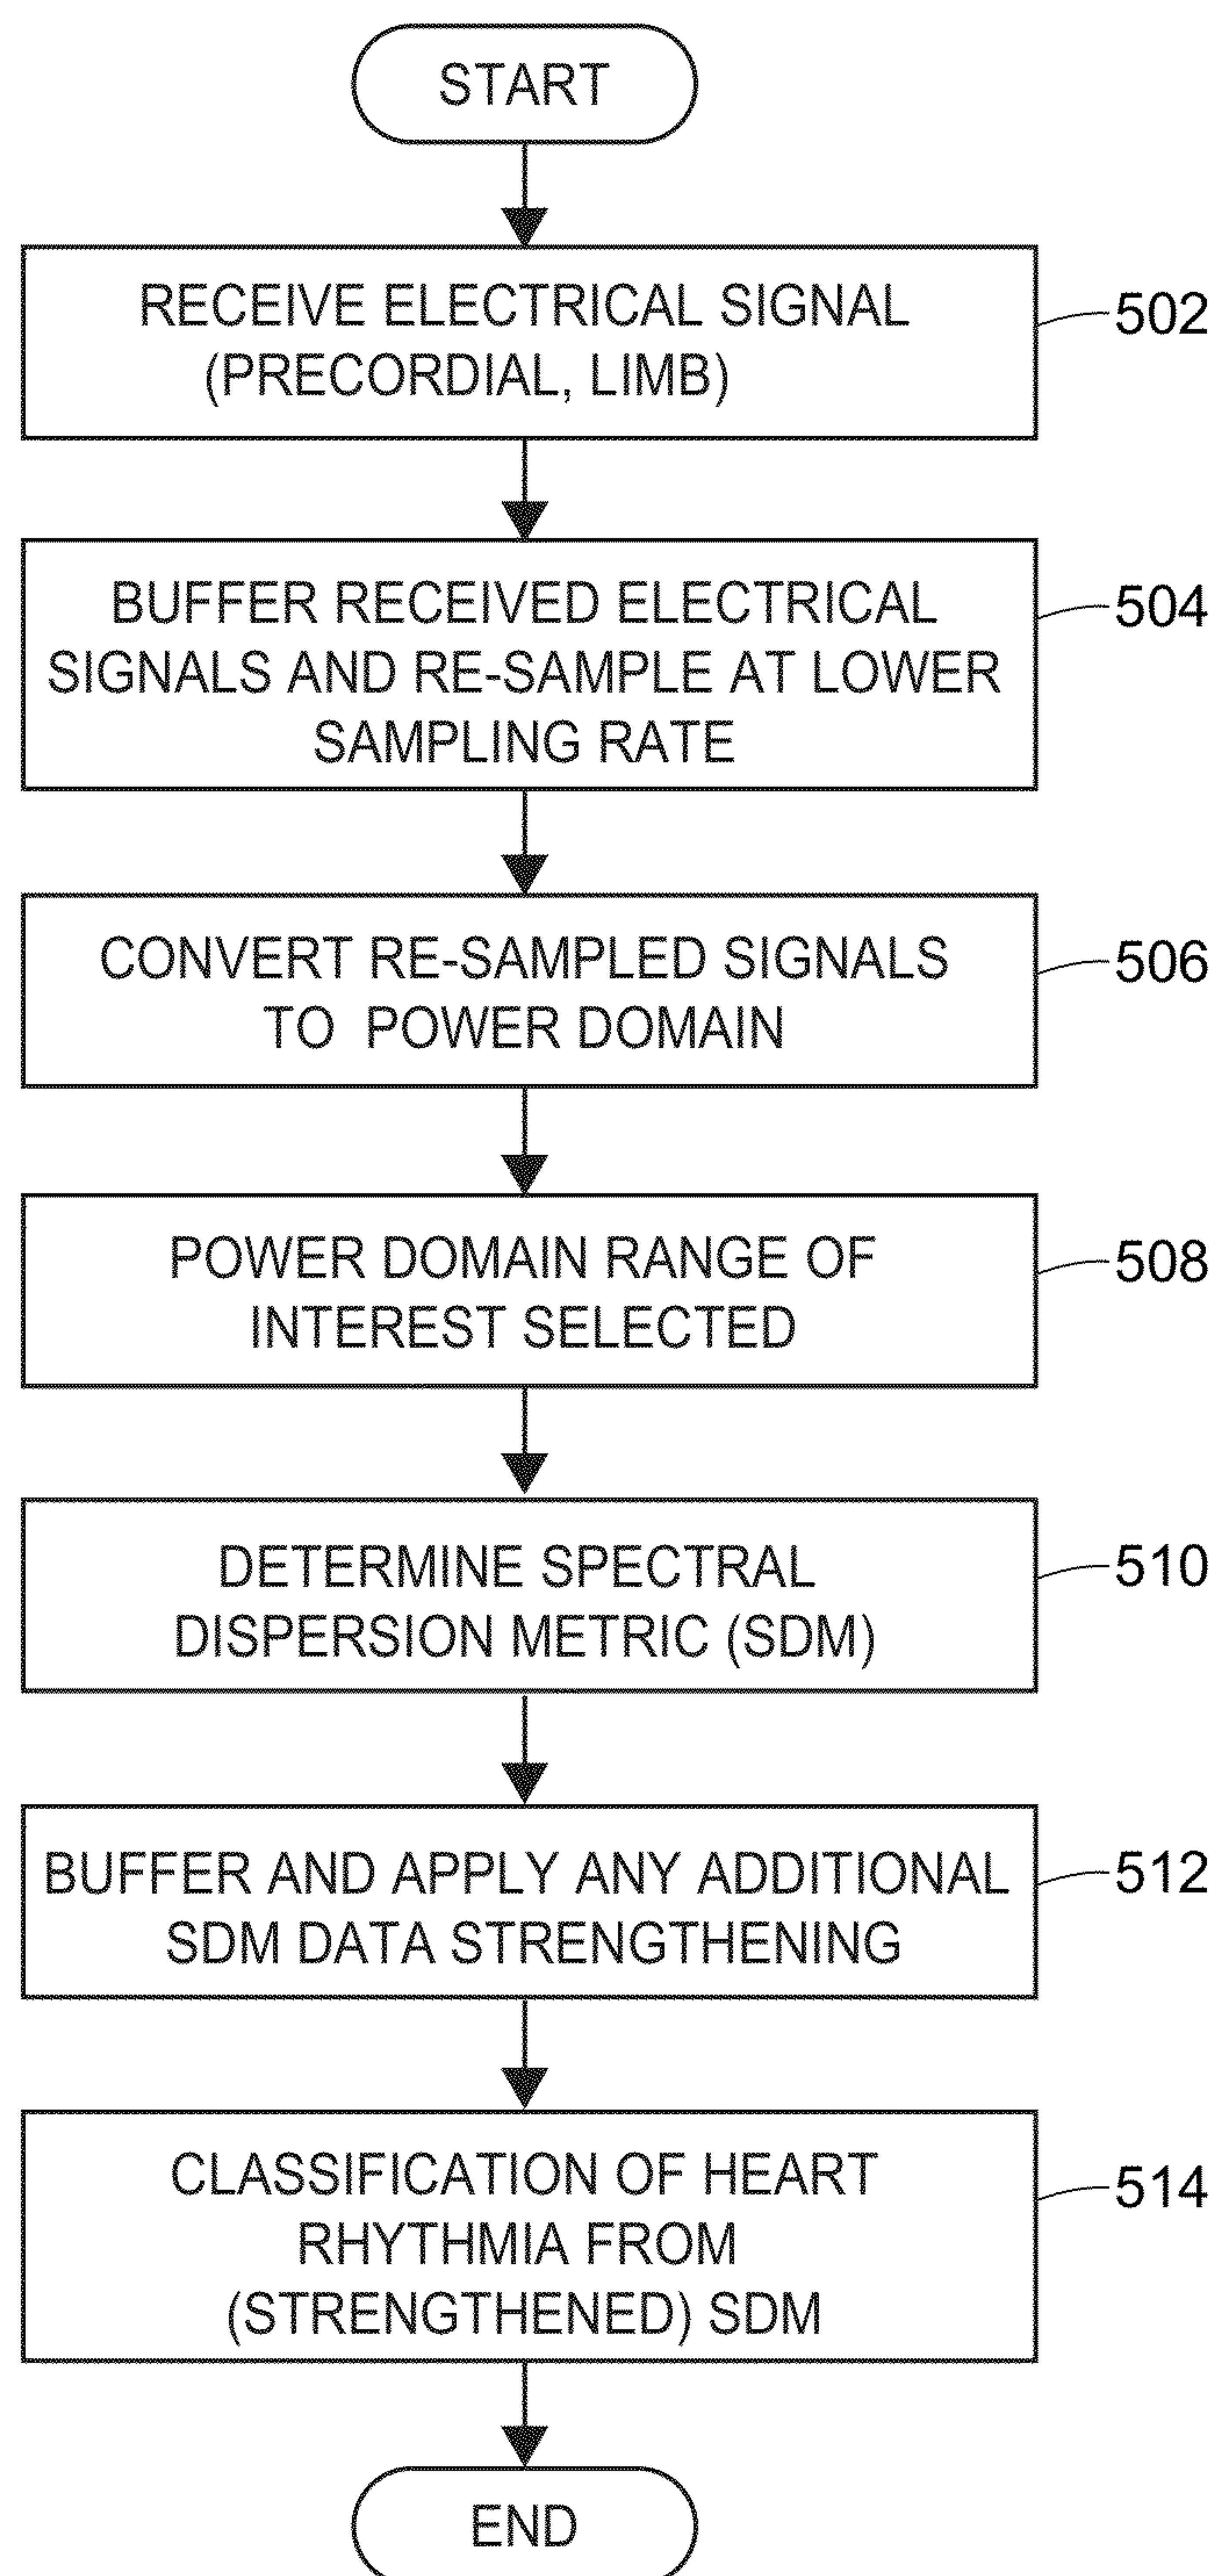 START
RECEIVE ELECTRICAL SIGNAL
(PRECORDIAL, LIMB)
502
BUFFER RECEIVED ELECTRICAL
SIGNALS AND RE-SAMPLE AT LOWER
SAMPLING RATE
504
CONVERT RE-SAMPLED SIGNALS
TO POWER DOMAIN
506
POWER DOMAIN RANGE OF
INTEREST SELECTED
508
DETERMINE SPECTRAL
DISPERSION METRIC (SDM)
510
BUFFER AND APPLY ANY ADDITIONAL
SDM DATA STRENGTHENING
512
CLASSIFICATION OF HEART
RHYTHMIA FROM
(STRENGTHENED) SDM
514
END